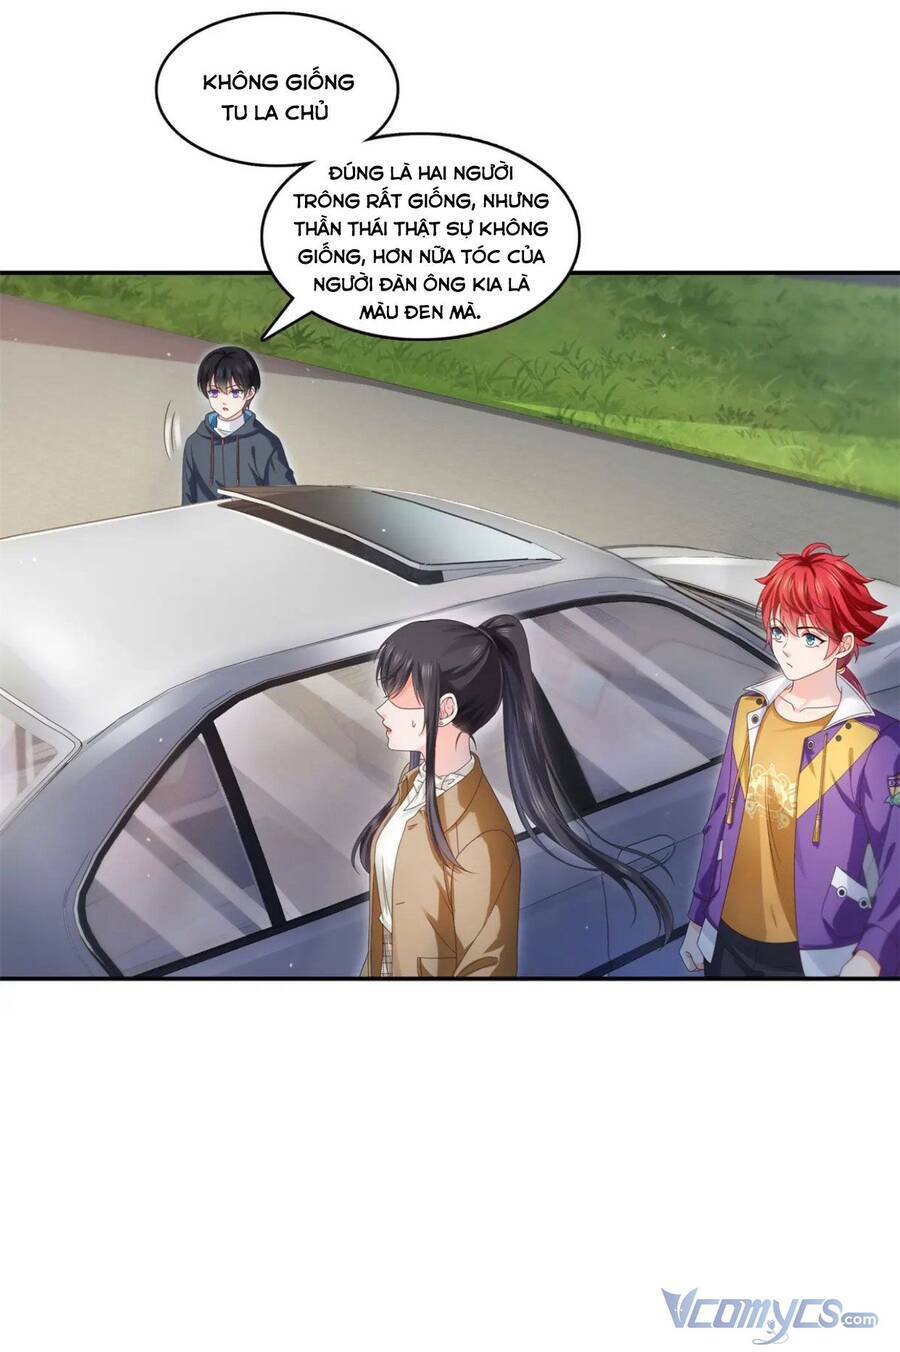 KHÔNG GIỐNG
TU LA CHỦ
ĐÚNG LÀ HAI NGƯỜI
TRÔNG RẤT GIỐNG, NHƯNG
THẦN THÁI THẬT SỰ KHÔNG
GIỐNG, HƠN NỮA TÓC CỦA
NGƯỜI ĐÀN ÔNG KIA LÀ
MÀU ĐEN MÀ.
Vcomycs.com